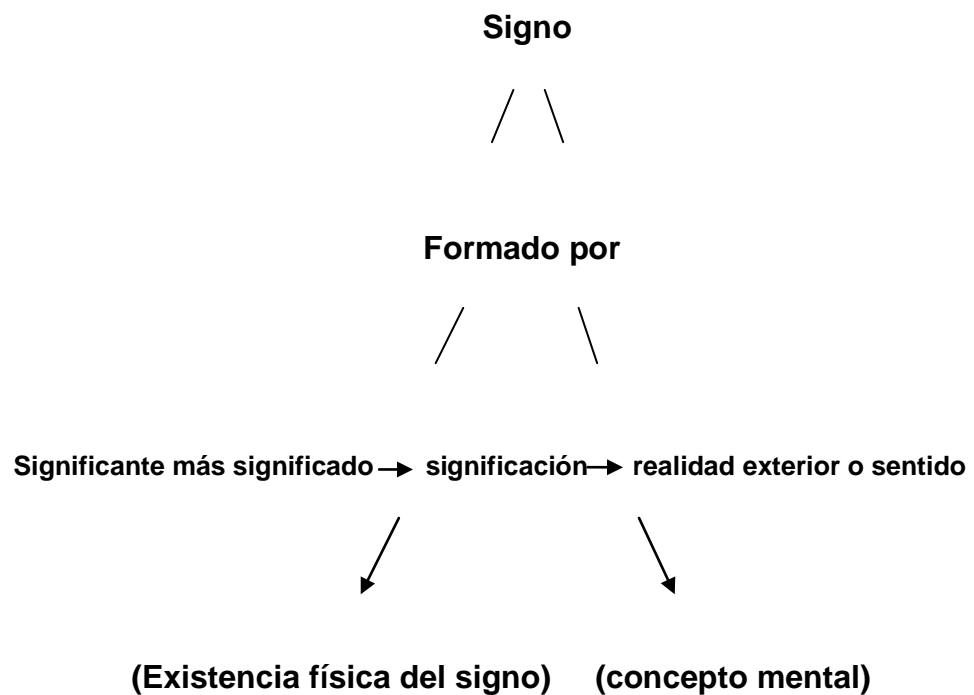 Signo
Formado por
Significante más significado significación realidad exterior o sentido
(Existencia física del signo) (concepto mental)